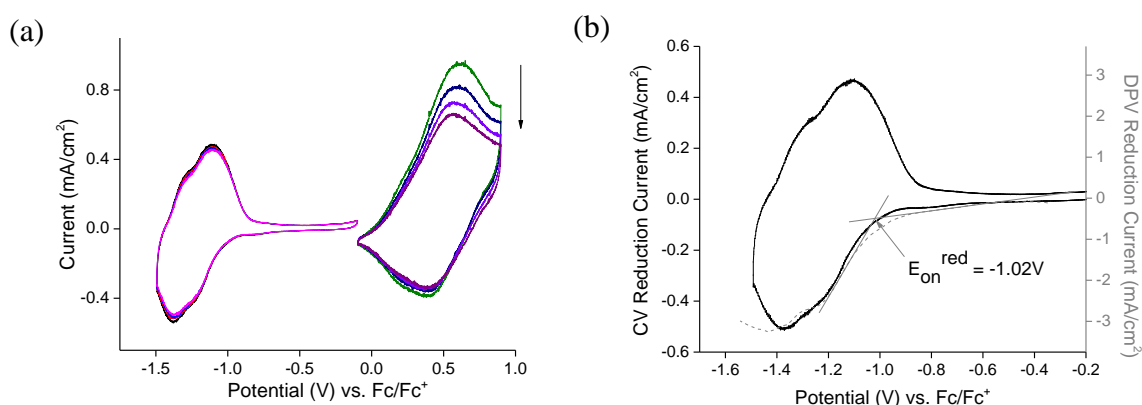 (a)
Current (mA/cm²)
0.8
0.4
0.0
-0.4
-1.5 -1.0 -0.5 0.0 0.5 1.0
Potential (V) vs. Fc/Fc⁺
(b)
CV Reduction Current (mA/cm²)
0.6
0.4
0.2
0.0
-0.2
-0.4
-0.6
-1.6 -1.4 -1.2 -1.0 -0.8 -0.6 -0.4 -0.2
Potential (V) vs. Fc/Fc⁺
E_on^red = -1.02V
3
2
1
0
-1
-2
-3
DPV Reduction Current (mA/cm²)